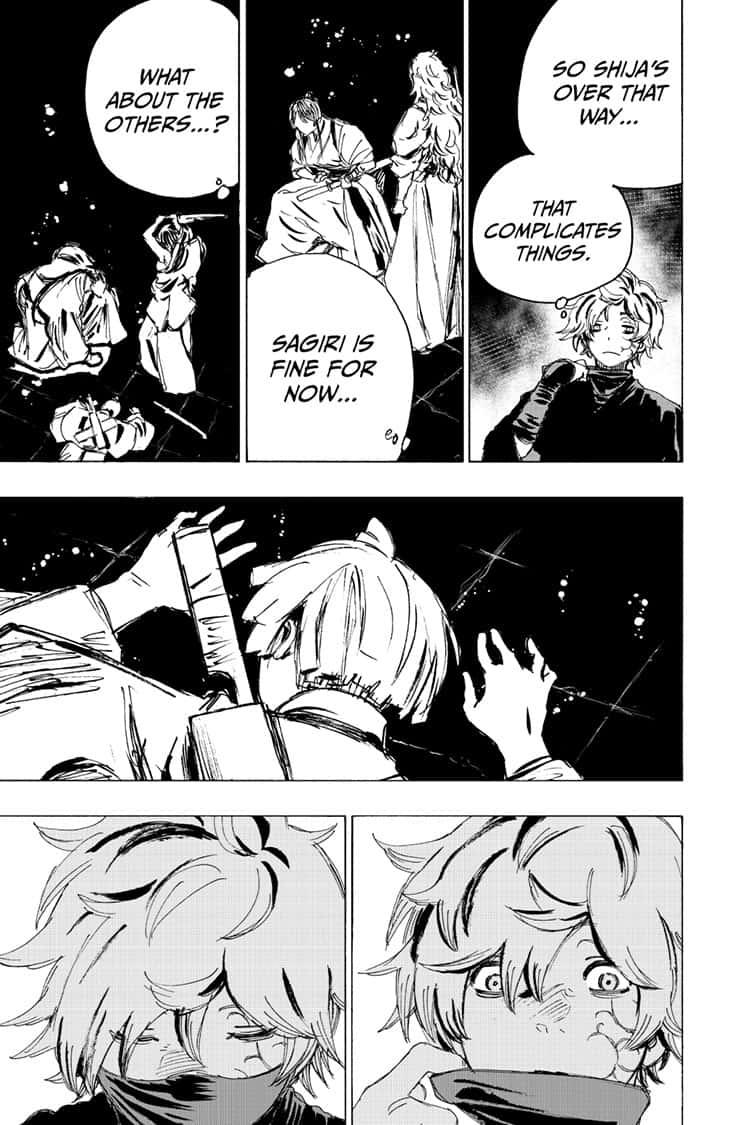 SO SHIJA'S
OVER THAT
WAY...
THAT
COMPLICATES
THINGS.
SAGIRI IS
FINE FOR
NOW...
WHAT
ABOUT THE
OTHERS...?